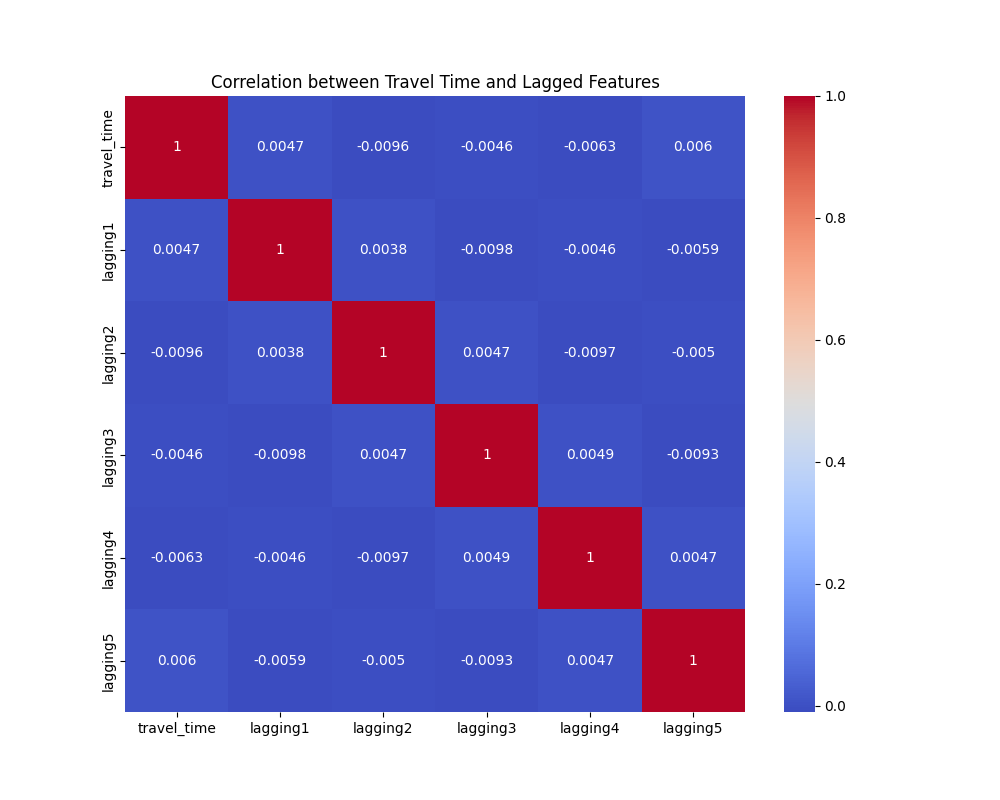 Correlation between Travel Time and Lagged Features
travel_time 1 0.0047 -0.0096 -0.0046 -0.0063 0.006
lagging1 0.0047 1 0.0038 -0.0098 -0.0046 -0.0059
lagging2 -0.0096 0.0038 1 0.0047 -0.0097 -0.005
lagging3 -0.0046 -0.0098 0.0047 1 0.0049 -0.0093
lagging4 -0.0063 -0.0046 -0.0097 0.0049 1 0.0047
lagging5 0.006 -0.0059 -0.005 -0.0093 0.0047 1
travel_time lagging1 lagging2 lagging3 lagging4 lagging5
1.0
0.8
0.6
0.4
0.2
0.0